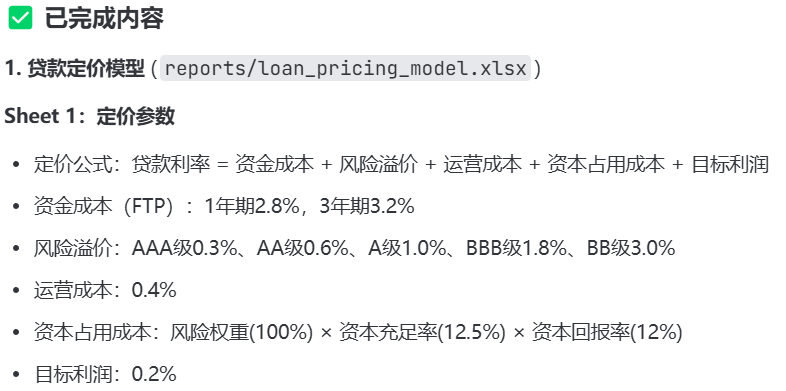 ✅ 已完成内容
1. 贷款定价模型 (reports/loan_pricing_model.xlsx)
Sheet 1：定价参数
• 定价公式：贷款利率 = 资金成本 + 风险溢价 + 运营成本 + 资本占用成本 + 目标利润
• 资金成本（FTP）：1年期2.8%，3年期3.2%
• 风险溢价：AAA级0.3%、AA级0.6%、A级1.0%、BBB级1.8%、BB级3.0%
• 运营成本：0.4%
• 资本占用成本：风险权重(100%) × 资本充足率(12.5%) × 资本回报率(12%)
• 目标利润：0.2%